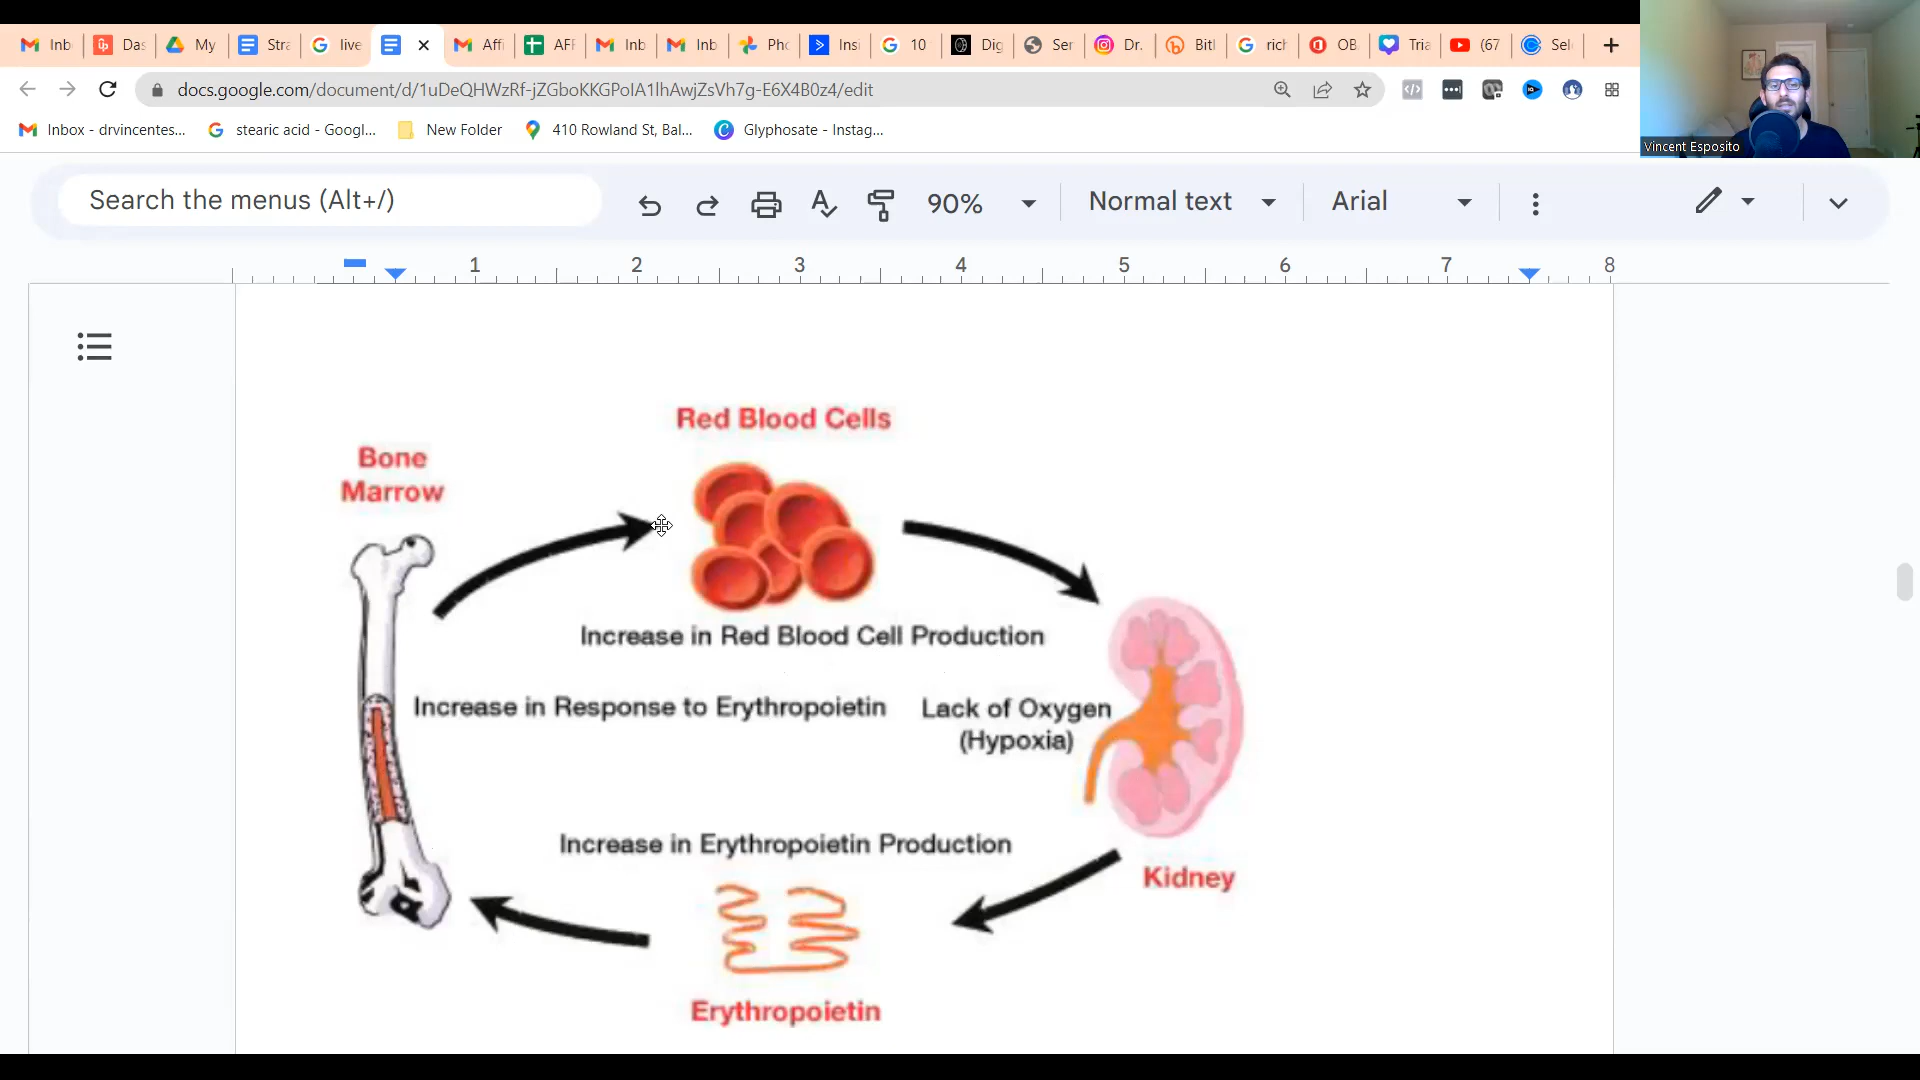 Inb
Das
My
Stra
live
Affi
AFF
Inb
Inb
Pho
Insi
10
Dig
Ser
Dr.
Bitl
rich
OB.
Tria
(67
Sel
docs.google.com/document/d/1uDeQHWzRf-jZGboKKGPoIA1lhAwjZsVh7g-E6X4B0z4/edit
Inbox - drvincentes...
stearic acid - Googl...
New Folder
410 Rowland St, Bal...
Glyphosate - Instag...
Vincent Esposito
Search the menus (Alt+/)
90%
Normal text
Arial
1 2 3 4 5 6 7 8
Red Blood Cells
Bone
Marrow
Increase in Red Blood Cell Production
Increase in Response to Erythropoietin
Lack of Oxygen
(Hypoxia)
Increase in Erythropoietin Production
Kidney
Erythropoietin